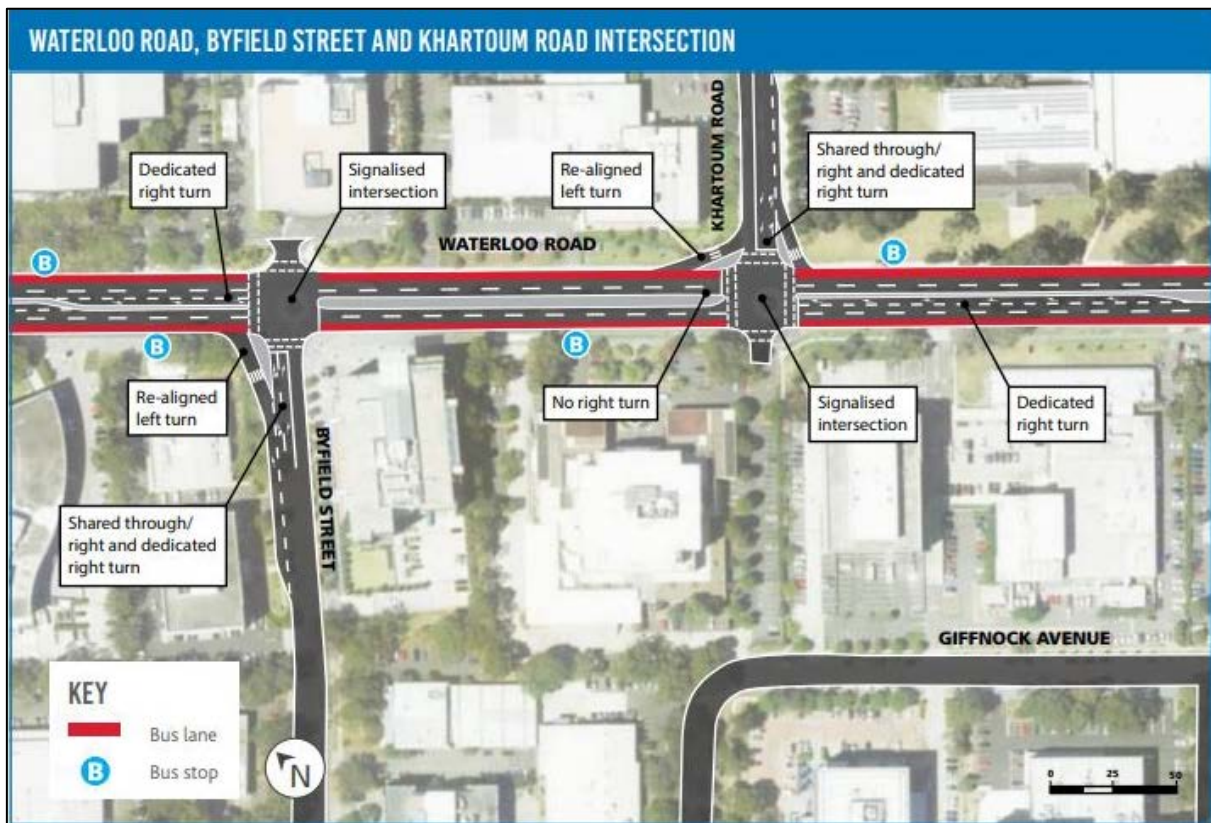 WATERLOO ROAD, BYFIELD STREET AND KHARTOUM ROAD INTERSECTION
Dedicated
right turn
Signalised
intersection
Re-aligned
left turn
KHARTOUM ROAD
Shared through/
right and dedicated
right turn
WATERLOO ROAD
B
B
B
B
Re-aligned
left turn
No right turn
Signalised
intersection
Dedicated
right turn
BYFIELD STREET
Shared through/
right and dedicated
right turn
GIFFNOCK AVENUE
KEY
Bus lane
B
Bus stop
N
0 25 50